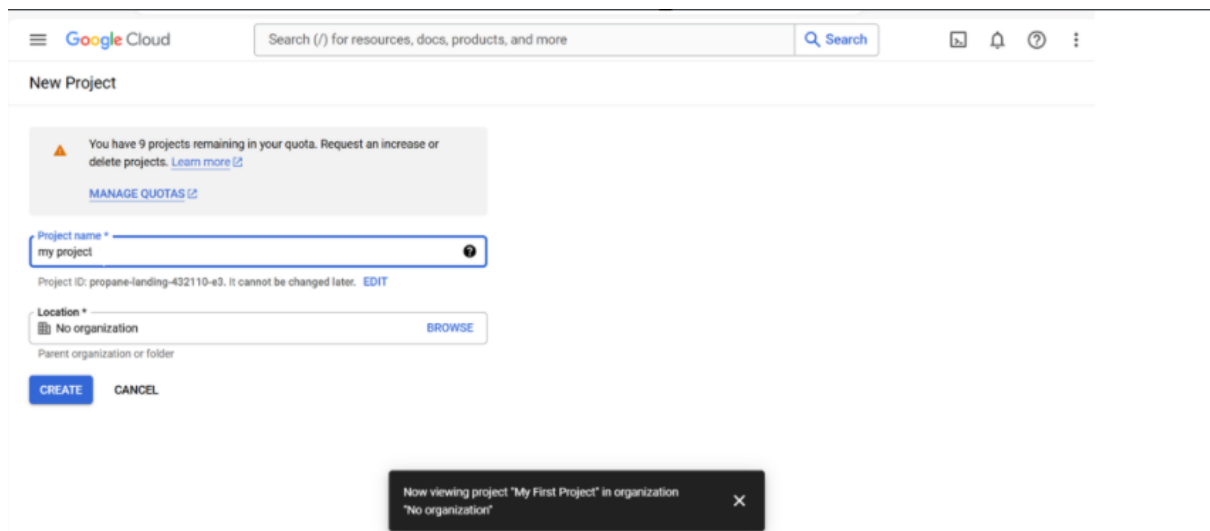 Google Cloud
Search (/) for resources, docs, products, and more
Search
New Project
You have 9 projects remaining in your quota. Request an increase or
delete projects. Learn more
MANAGE QUOTAS
Project name *
my project
Project ID: propane-landing-432110-e3. It cannot be changed later. EDIT
Location *
No organization
BROWSE
Parent organization or folder
CREATE
CANCEL
Now viewing project "My First Project" in organization
"No organization"